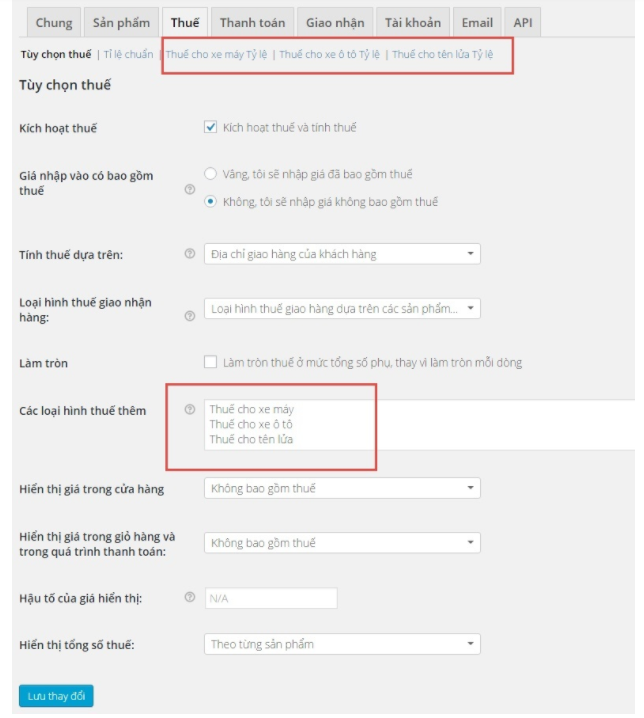 Chung Sản phẩm Thuế Thanh toán Giao nhận Tài khoản Email API
Tùy chọn thuế | Tỉ lệ chuẩn | Thuế cho xe máy Tỷ lệ | Thuế cho xe ô tô Tỷ lệ | Thuế cho tên lửa Tỷ lệ
Tùy chọn thuế
Kích hoạt thuế
Kích hoạt thuế và tính thuế
Giá nhập vào có bao gồm
thuế
Vâng, tôi sẽ nhập giá đã bao gồm thuế
Không, tôi sẽ nhập giá không bao gồm thuế
Tính thuế dựa trên:
Địa chỉ giao hàng của khách hàng
Loại hình thuế giao nhận
hàng:
Loại hình thuế giao hàng dựa trên các sản phẩm...
Làm tròn
Làm tròn thuế ở mức tổng số phụ, thay vì làm tròn mỗi dòng
Các loại hình thuế thêm
Thuế cho xe máy
Thuế cho xe ô tô
Thuế cho tên lửa
Hiển thị giá trong cửa hàng
Không bao gồm thuế
Hiển thị giá trong giỏ hàng và
trong quá trình thanh toán:
Không bao gồm thuế
Hậu tố của giá hiển thị:
N/A
Hiển thị tổng số thuế:
Theo từng sản phẩm
Lưu thay đổi